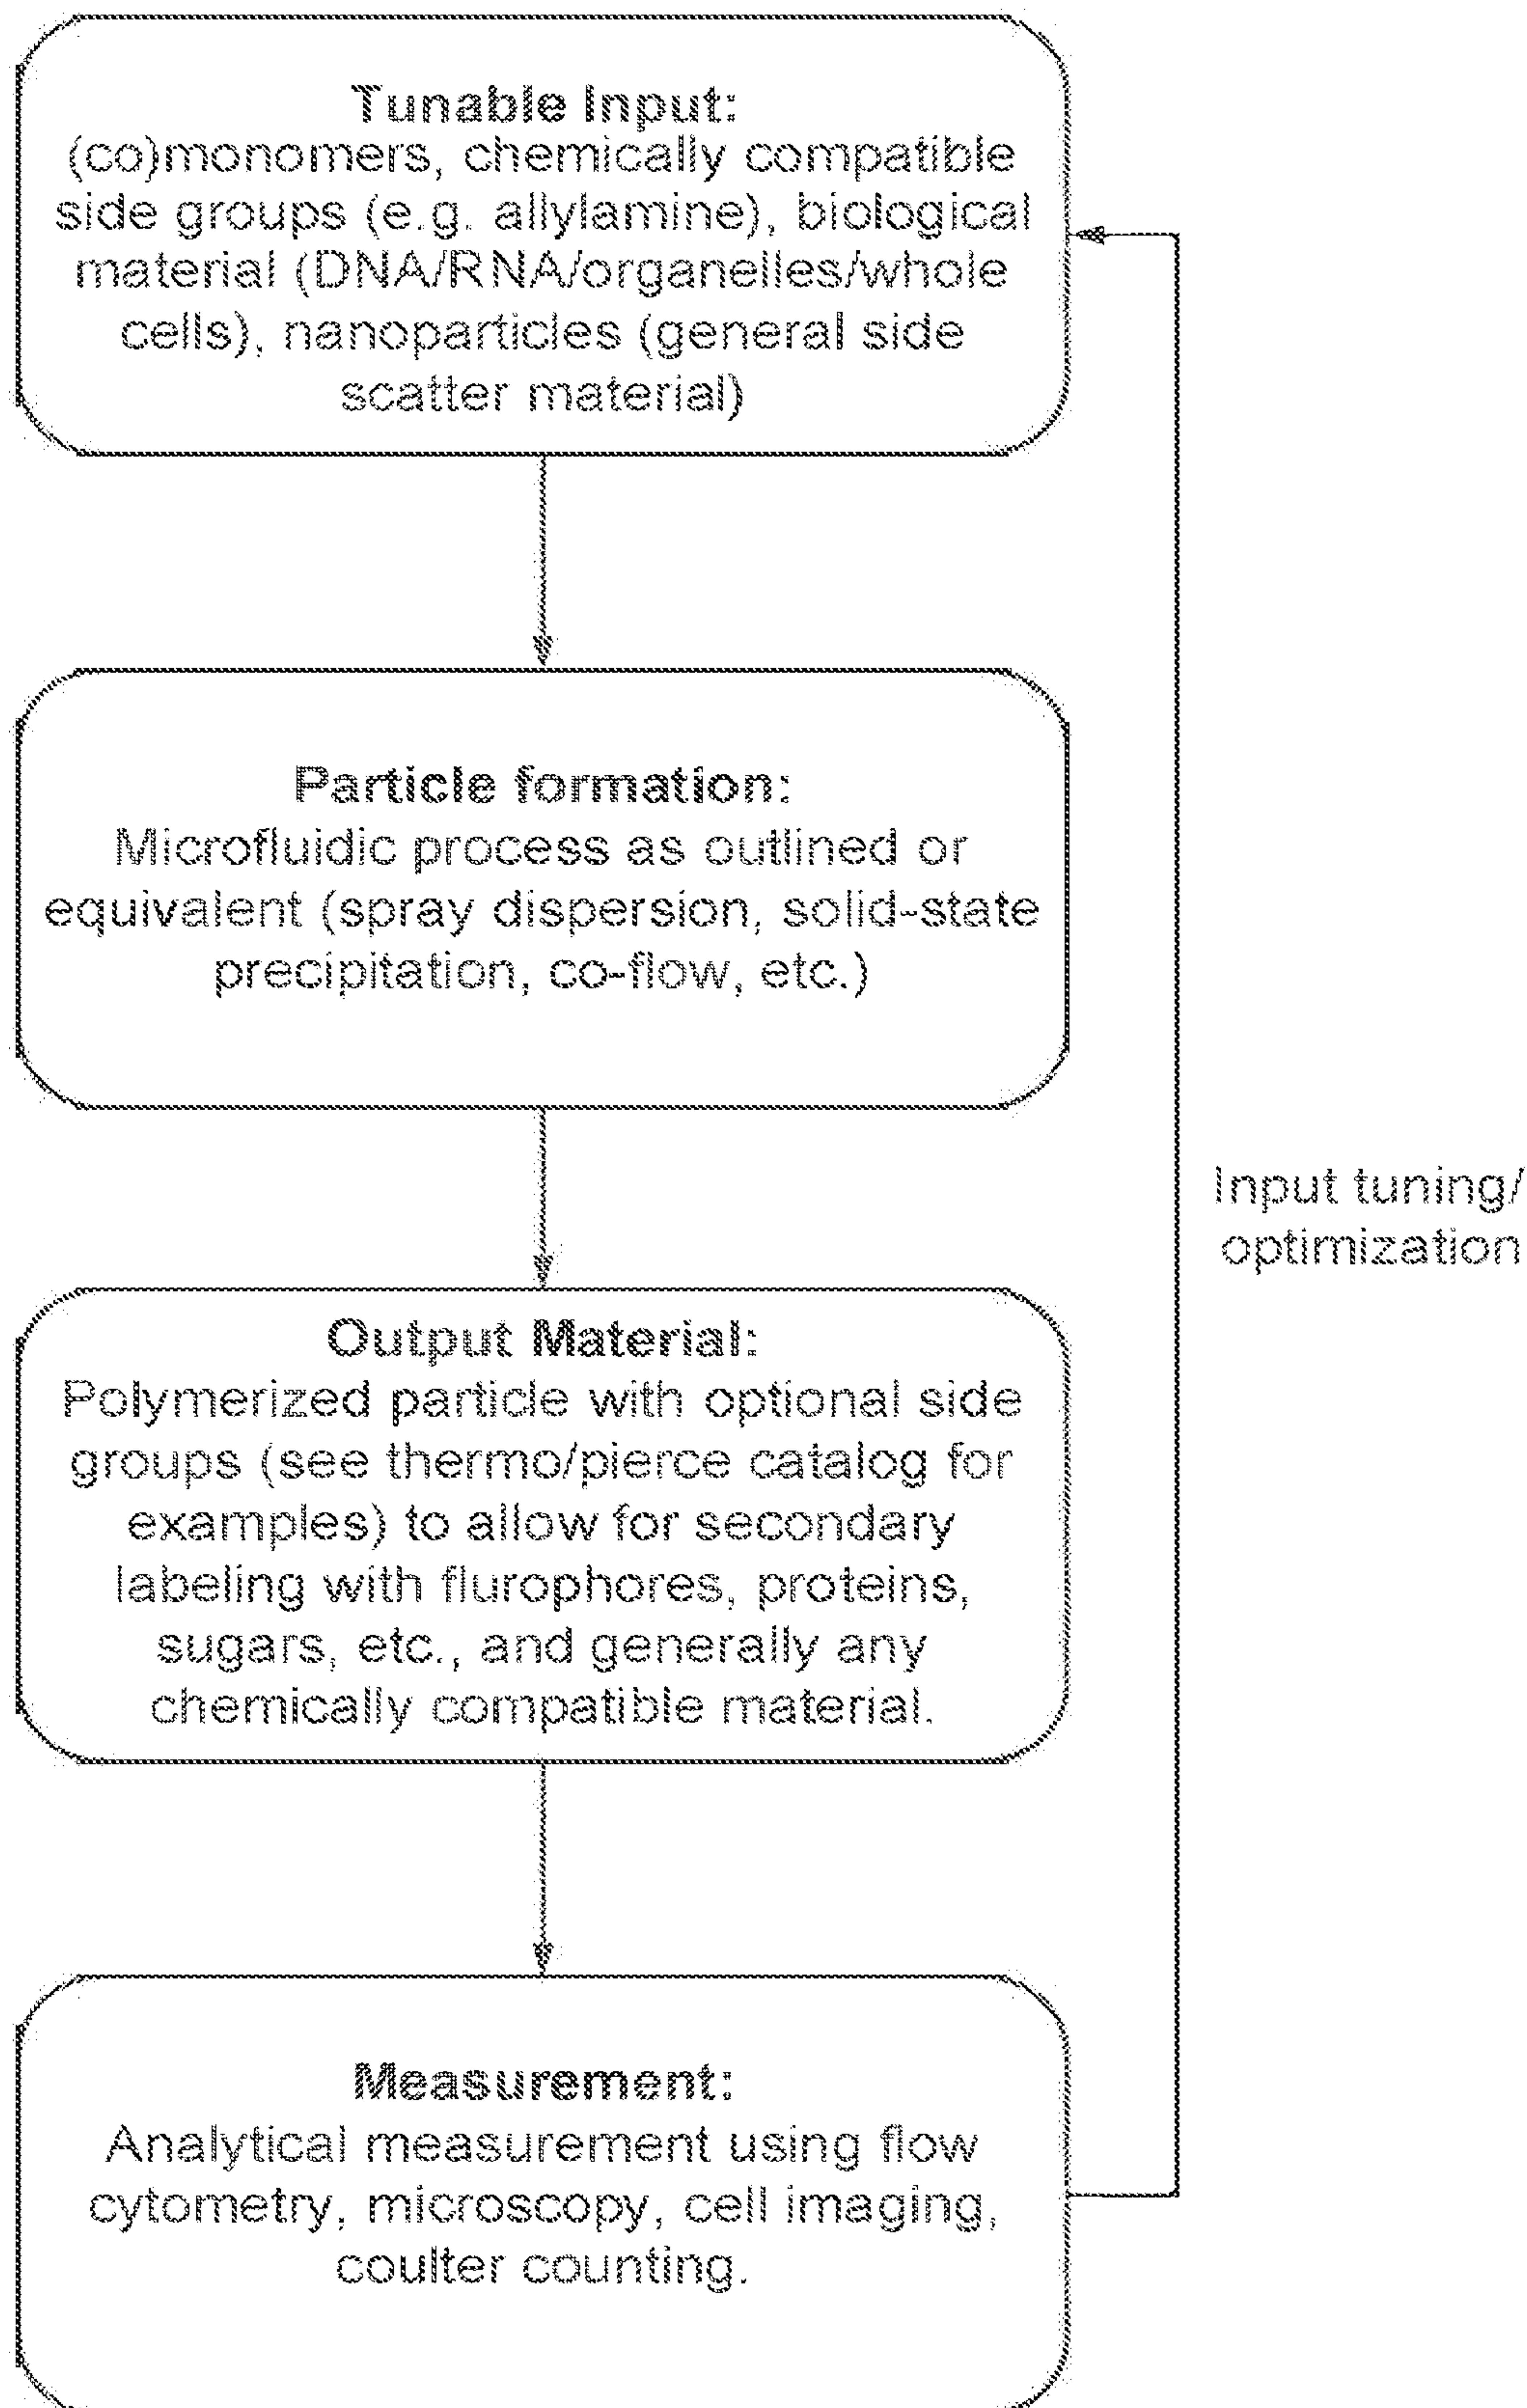 Tunable Input:
(co)monomers, chemically compatible
side groups (e.g. allylamine), biological
material (DNA/RNA/organelles/whole
cells), nanoparticles (general side
scatter material)
Particle formation:
Microfluidic process as outlined or
equivalent (spray dispersion, solid-state
precipitation, co-flow, etc.)
Input tuning/
optimization
Output Material:
Polymerized particle with optional side
groups (see thermo/pierce catalog for
examples) to allow for secondary
labeling with flurophores, proteins,
sugars, etc., and generally any
chemically compatible material.
Measurement:
Analytical measurement using flow
cytometry, microscopy, cell imaging,
coulter counting.